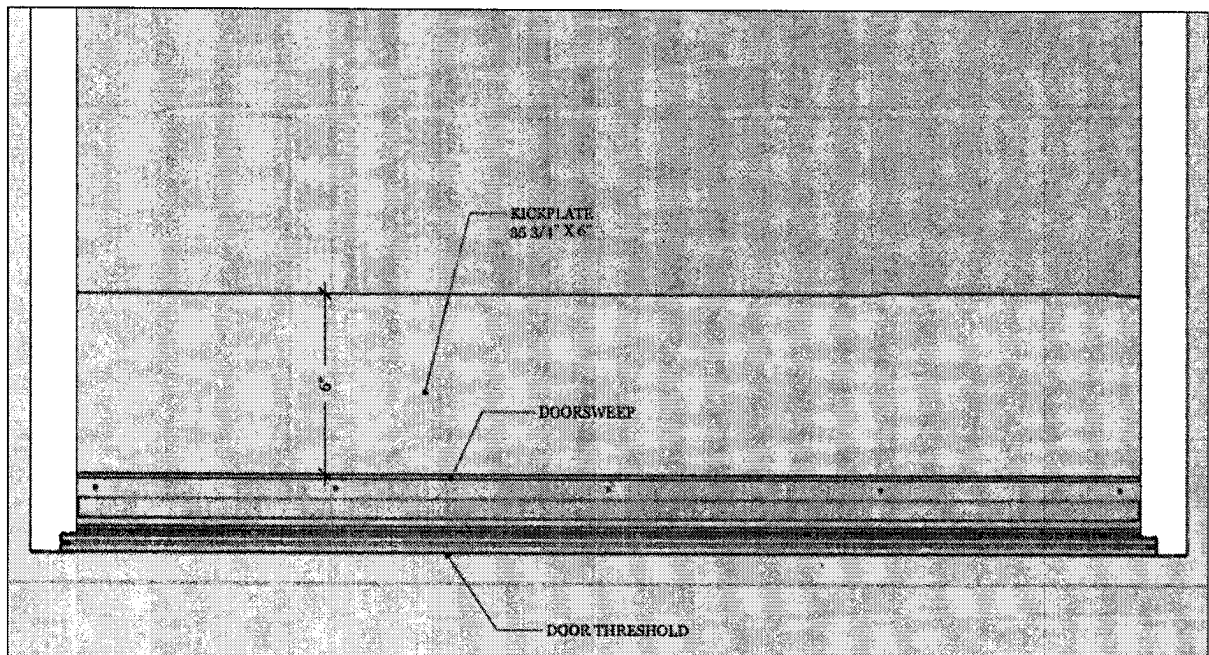 KICKPLATE
35 3/4" X 6"
6"
DOORSWEEP
DOOR THRESHOLD